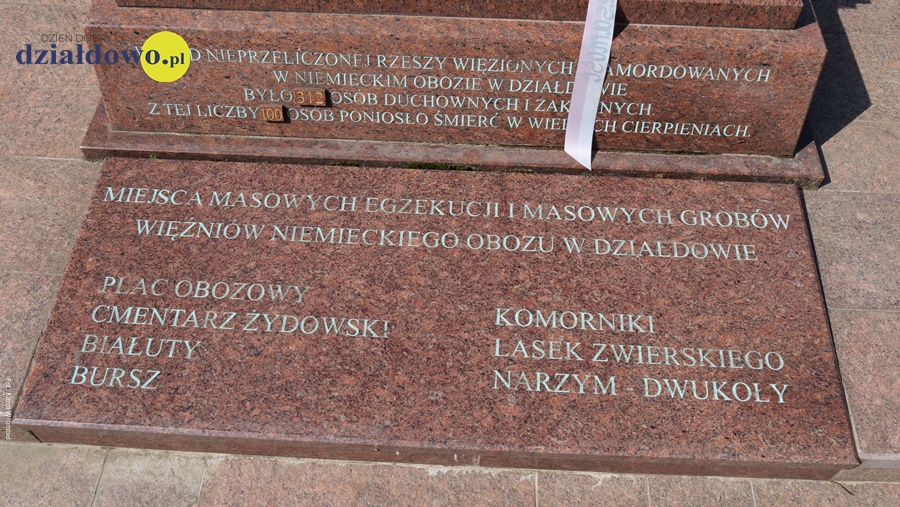 DZIEŃ DOBRY
działdowo.pl
NIEPRZELICZONEJ RZESZY WIĘZIONYCH
W NIEMIECKIM OBOZIE W DZIAŁDOWIE
BYŁO 312 OSÓB DUCHOWNYCH I ZAKONNYCH.
Z TEJ LICZBY 100 OSÓB PONIOSŁO ŚMIERĆ W WIELKICH CIERPIENIACH.
MIEJSCA MASOWYCH EGZEKUCJI I MASOWYCH GROBÓW
WIĘŹNIÓW NIEMIECKIEGO OBOZU W DZIAŁDOWIE
PLAC OBOZOWY
CMENTARZ ŻYDOWSKI
BIAŁUTY
BURSZ
KOMORNIKI
LASEK ZWIERSKIEGO
NARZYM - DWUKOŁY